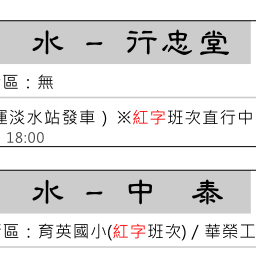 水 － 行忠堂
區：無
運淡水站發車 ） ※紅字班次直行中
18:00
水 － 中　泰
區：育英國小(紅字班次) / 華榮工